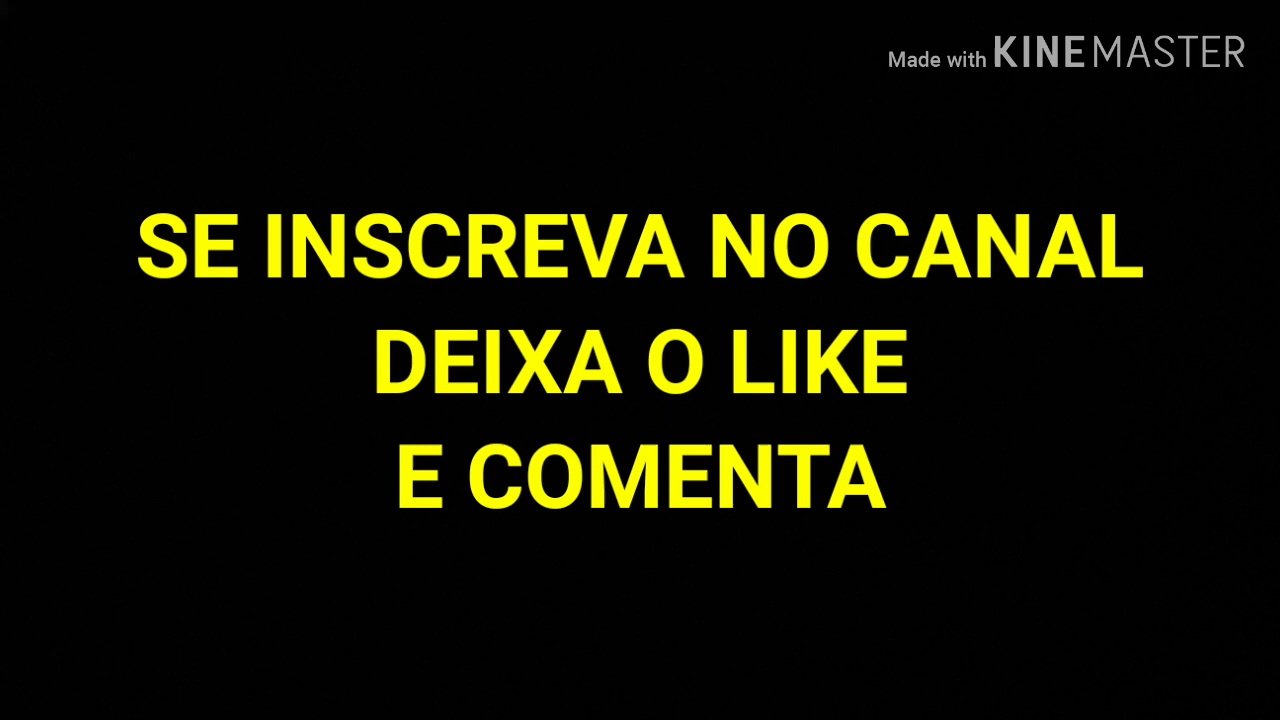 Made with KINEMASTER
SE INSCREVA NO CANAL
DEIXA O LIKE
E COMENTA